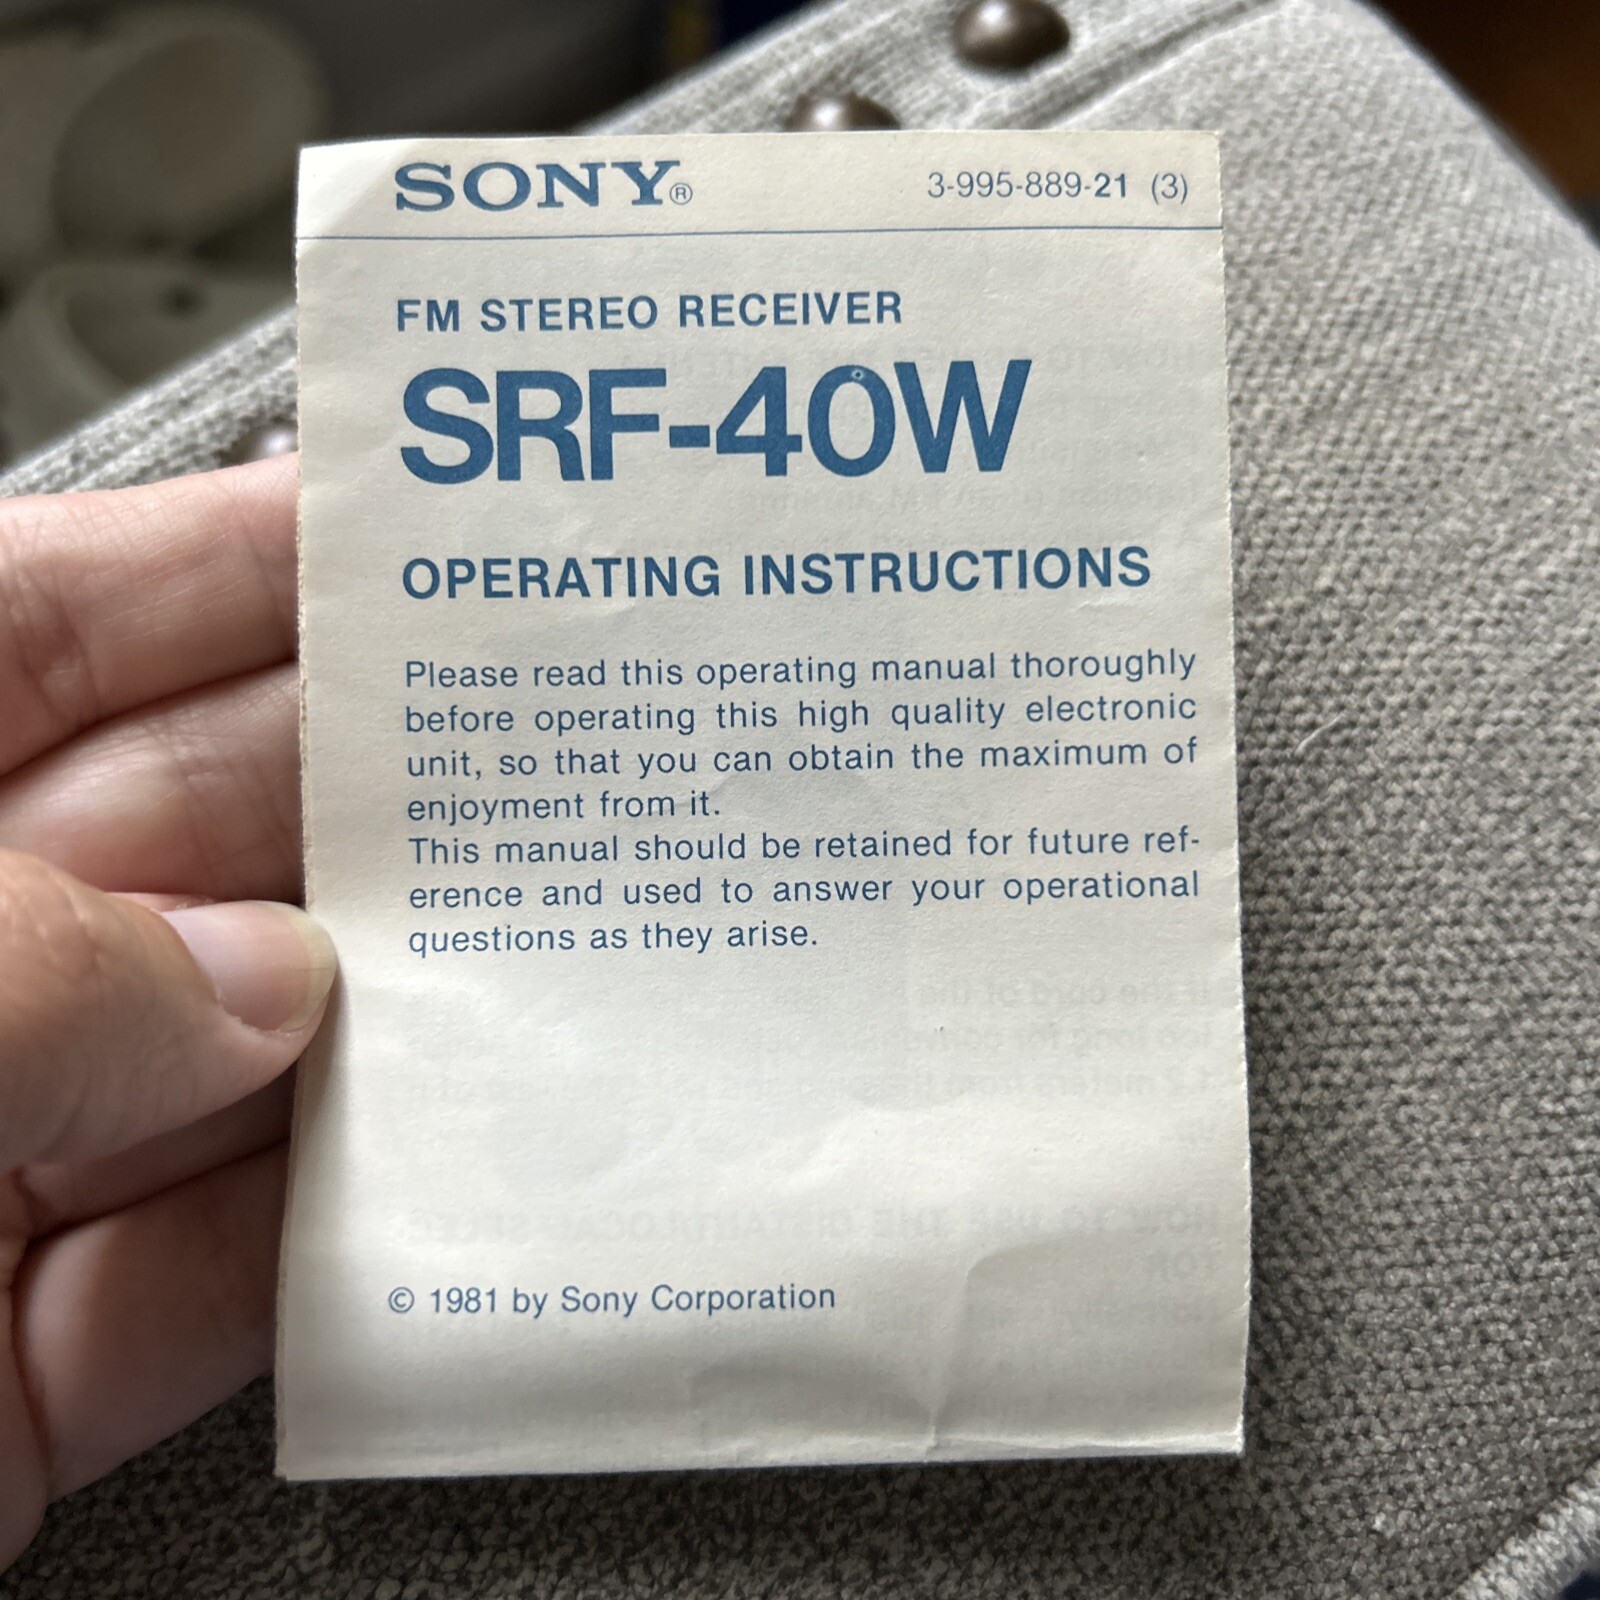 SONY®
3-995-889-21 (3)
FM STEREO RECEIVER
SRF-40W
OPERATING INSTRUCTIONS
Please read this operating manual thoroughly
before operating this high quality electronic
unit, so that you can obtain the maximum of
enjoyment from it.
This manual should be retained for future ref-
erence and used to answer your operational
questions as they arise.
© 1981 by Sony Corporation